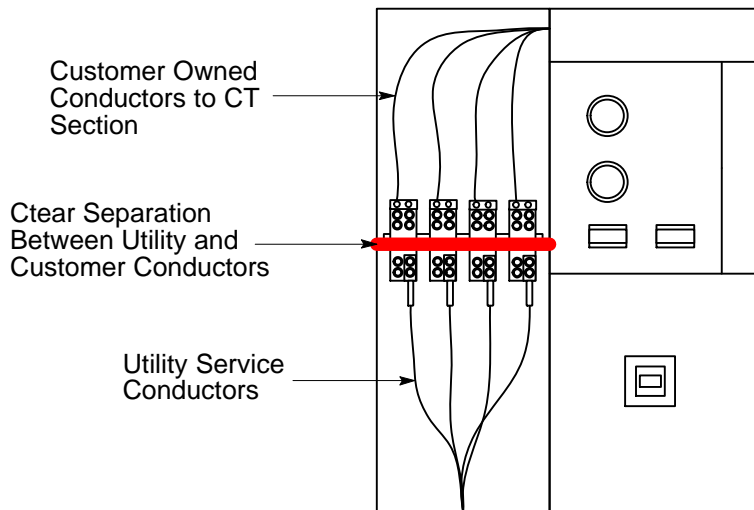 Customer Owned
Conductors to CT
Section
Ctear Separation
Between Utility and
Customer Conductors
Utility Service
Conductors